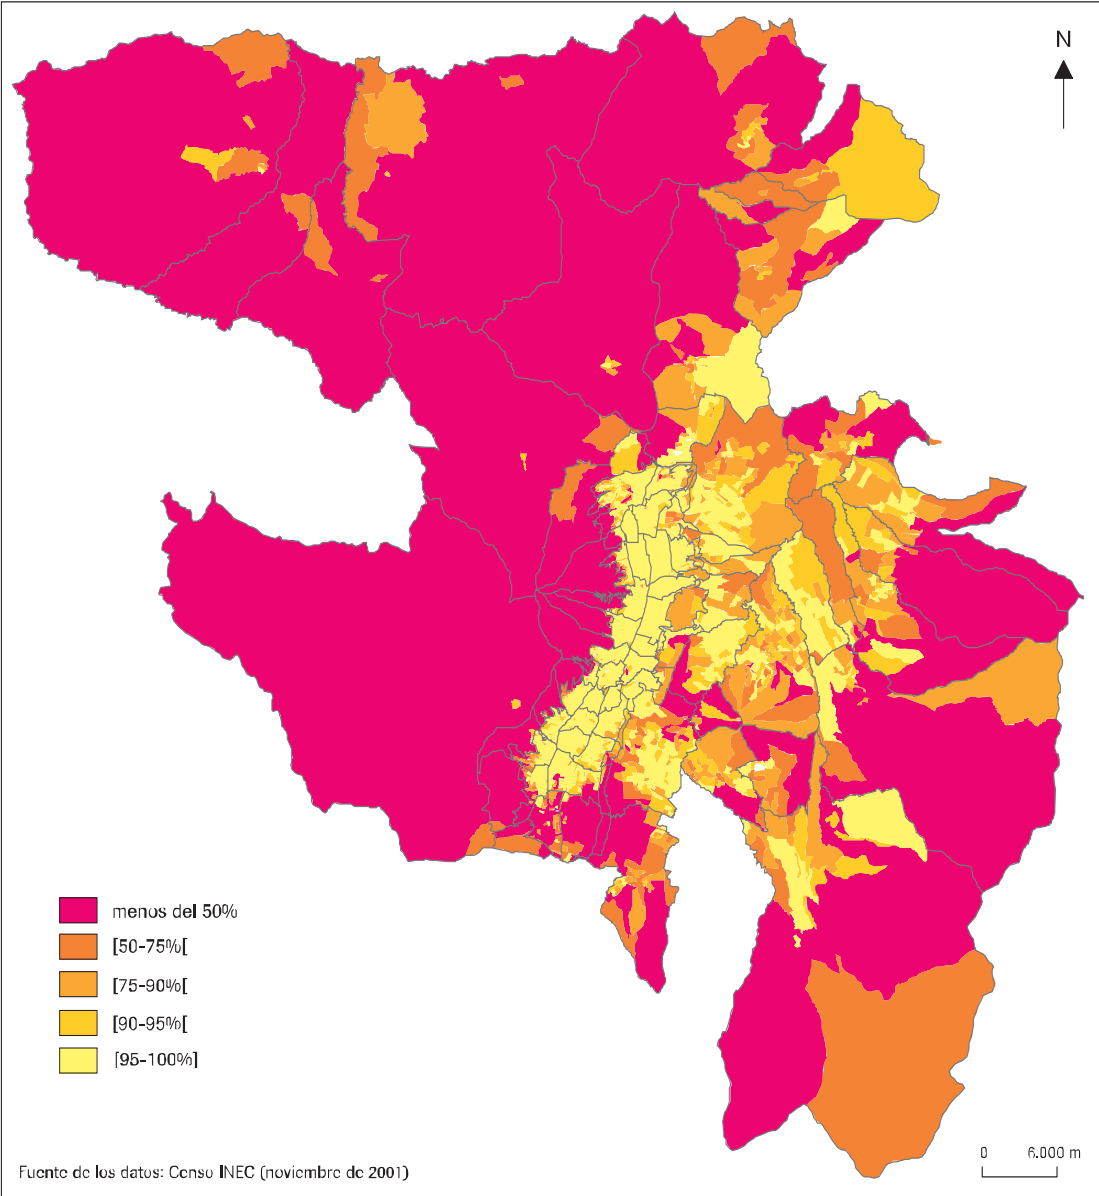 N
menos del 50%
[50-75%[
[75-90%[
[90-95%[
[95-100%]
0 6.000 m
Fuente de los datos: Censo INEC (noviembre de 2001)